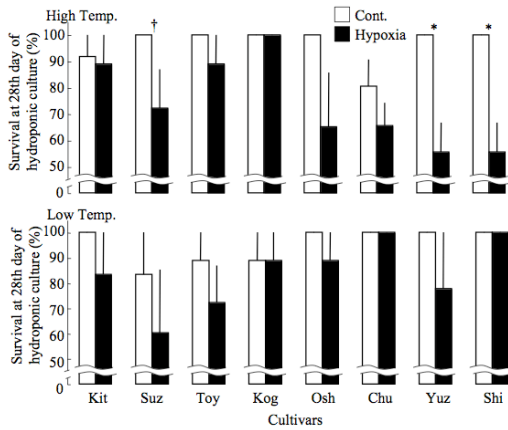 High Temp.
Cont.
Hypoxia
Survival at 28th day of
hydroponic culture (%)
100
90
80
70
60
50
0
†
*
*
Low Temp.
Survival at 28th day of
hydroponic culture (%)
100
90
80
70
60
50
0
Kit Suz Toy Kog Osh Chu Yuz Shi
Cultivars